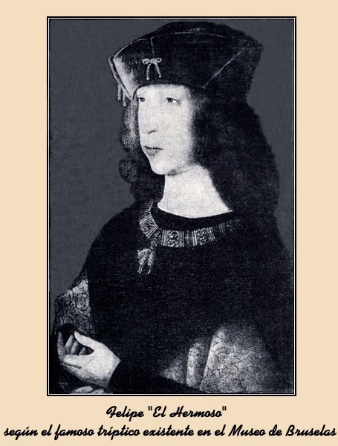 Felipe "El Hermoso"
según el famoso tríptico existente en el Museo de Bruselas